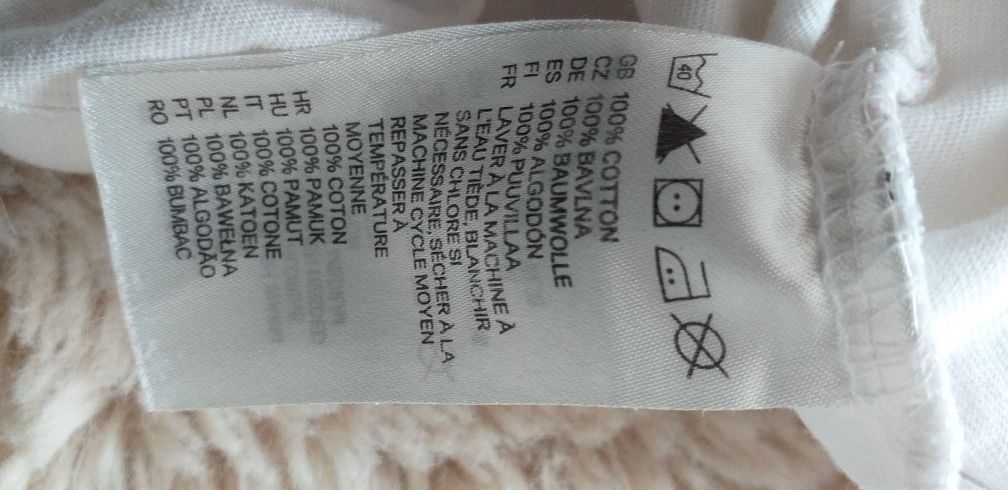 40
GB 100% COTTON
CZ 100% BAVLNA
DE 100% BAUMWOLLE
ES 100% ALGODÓN
FI 100% PUUVILLAA
FR LAVER À LA MACHINE À
L'EAU TIÈDE, BLANCHIR
SANS CHLORE SI
NÉCESSAIRE, SÉCHER À LA
MACHINE CYCLE MOYEN
REPASSER À
TEMPÉRATURE
MOYENNE
100% COTON
HR 100% PAMUK
HU 100% PAMUT
IT 100% COTONE
NL 100% KATOEN
PL 100% BAWEŁNA
PT 100% ALGODÃO
RO 100% BUMBAC